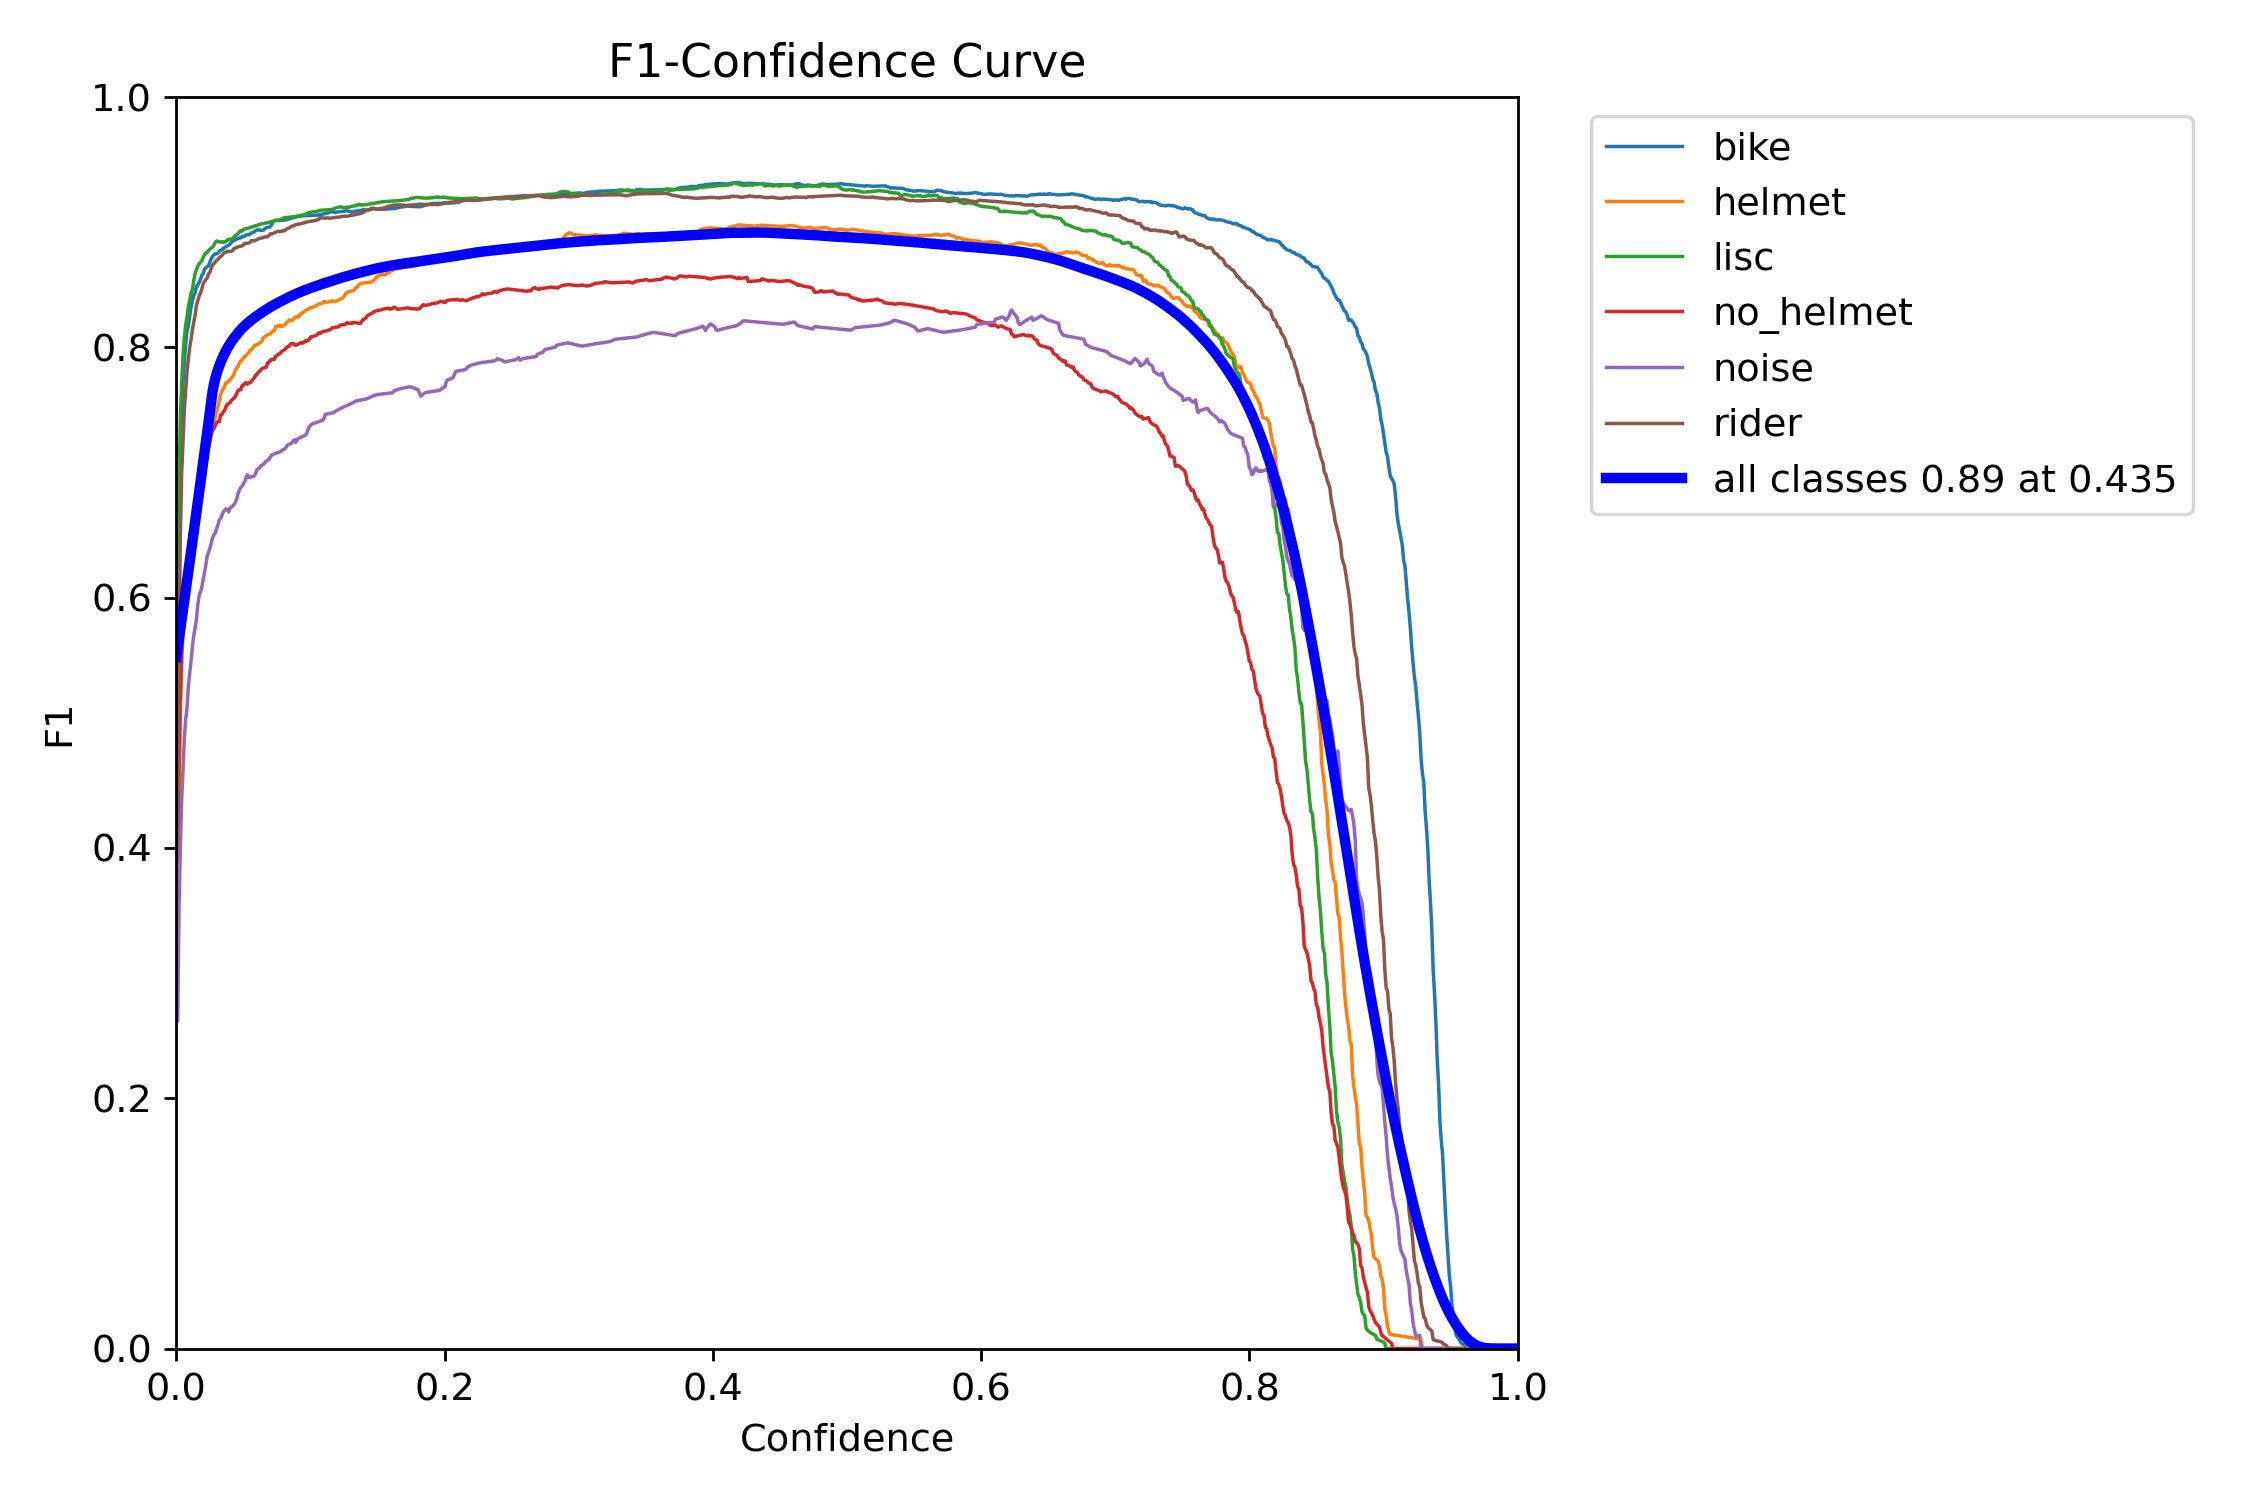 F1-Confidence Curve
1.0
0.8
0.6
0.4
0.2
0.0
F1
0.0 0.2 0.4 0.6 0.8 1.0
Confidence
bike
helmet
lisc
no_helmet
noise
rider
all classes 0.89 at 0.435